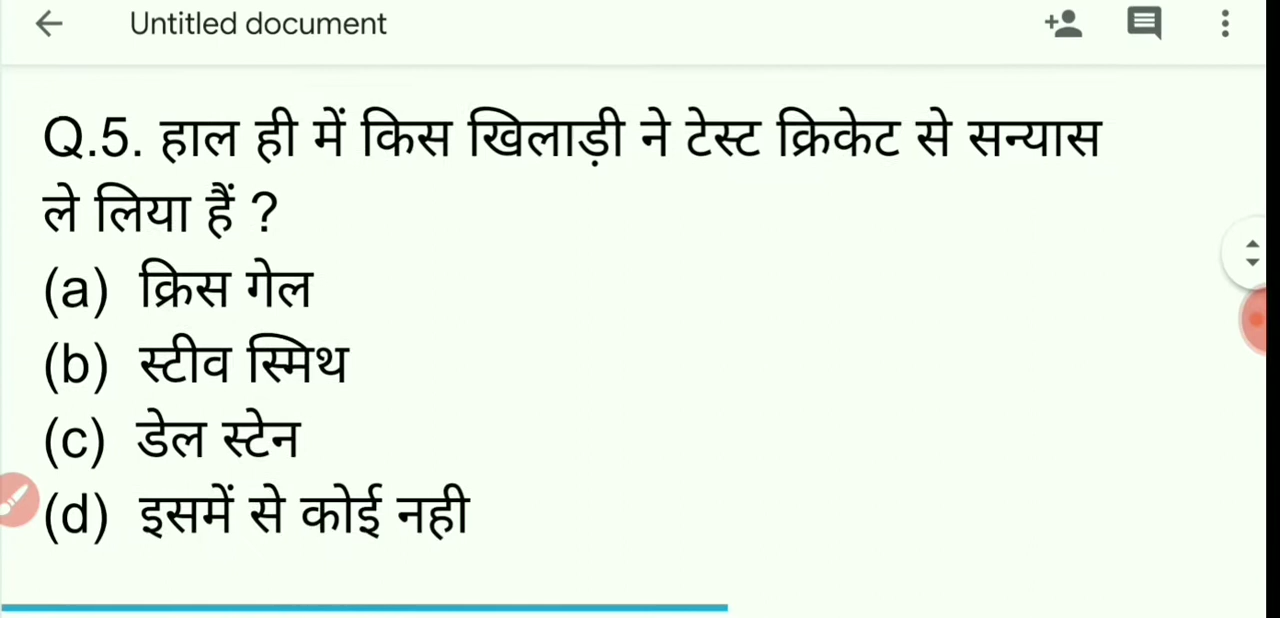 Untitled document
Q.5. हाल ही में किस खिलाड़ी ने टेस्ट क्रिकेट से सन्यास
ले लिया हैं ?
(a) क्रिस गेल
(b) स्टीव स्मिथ
(c) डेल स्टेन
(d) इसमें से कोई नही